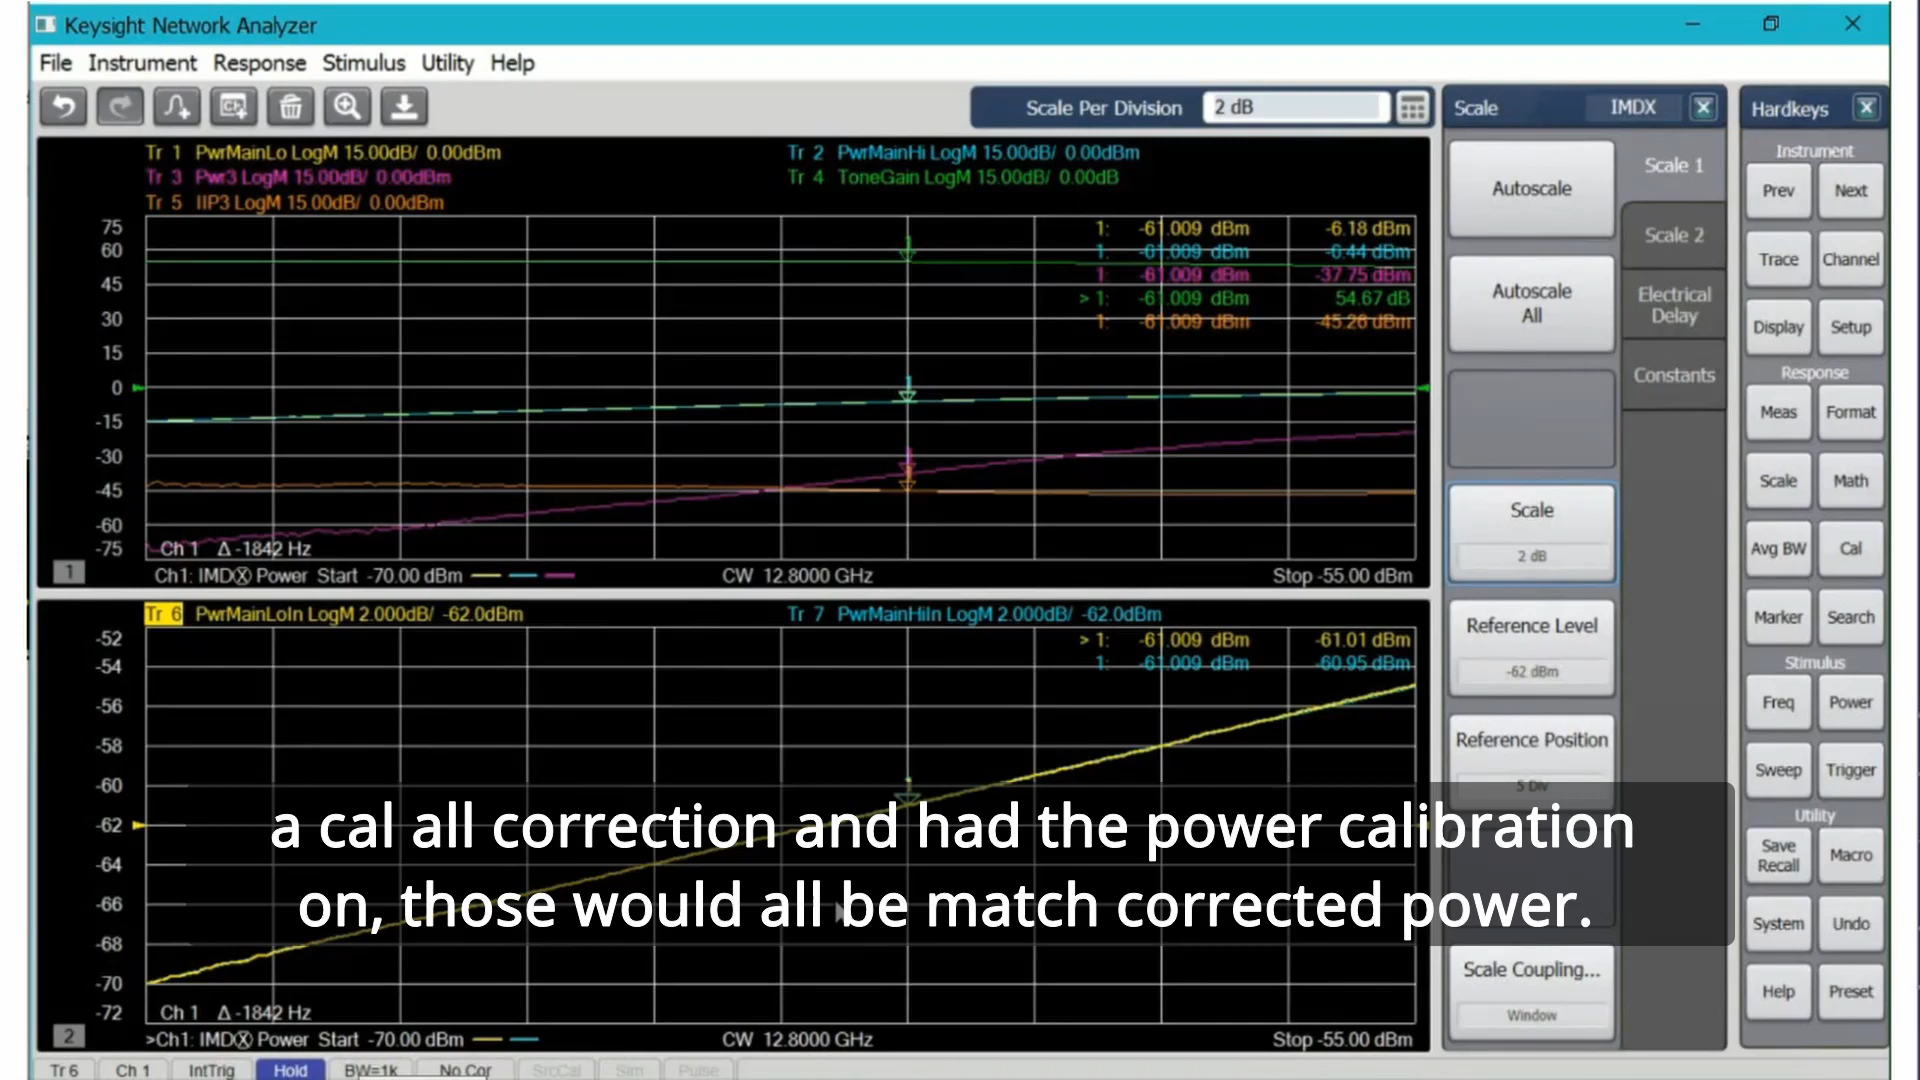 Keysight Network Analyzer
File Instrument Response Stimulus Utility Help
Scale Per Division 2 dB
Tr 1 PwrMainLo LogM 15.00dB/ 0.00dBm
Tr 2 PwrMainHi LogM 15.00dB/ 0.00dBm
Tr 3 Pwr3 LogM 15.00dB/ 0.00dBm
Tr 4 ToneGain LogM 15.00dB/ 0.00dB
Tr 5 IIP3 LogM 15.00dB/ 0.00dBm
75
60
45
30
15
0
-15
-30
-45
-60
-75
1: -61.009 dBm -6.18 dBm
1: -61.009 dBm -6.44 dBm
1: -61.009 dBm -37.75 dBm
> 1: -61.009 dBm 54.67 dB
1: -61.009 dBm -45.26 dBm
1
1
Ch 1 Δ -1842 Hz
1
Ch1: IMDⓍ Power Start -70.00 dBm CW 12.8000 GHz Stop -55.00 dBm
Tr 6 PwrMainLoIn LogM 2.000dB/ -62.0dBm
Tr 7 PwrMainHiIn LogM 2.000dB/ -62.0dBm
-52
-54
-56
-58
-60
-62
-64
-66
-68
-70
-72
> 1: -61.009 dBm -61.01 dBm
1: -61.009 dBm -60.95 dBm
Ch 1 Δ -1842 Hz
2
>Ch1: IMDⓍ Power Start -70.00 dBm CW 12.8000 GHz Stop -55.00 dBm
Tr 6 Ch 1 IntTrig Hold BW=1k No Cor SrcCal Sim Pulse
a cal all correction and had the power calibration
on, those would all be match corrected power.
Scale IMDX
Autoscale
Autoscale
All
Scale
2 dB
Reference Level
-62 dBm
Reference Position
5 Div
Scale Coupling...
Window
Scale 1
Scale 2
Electrical
Delay
Constants
Hardkeys
Instrument
Prev Next
Trace Channel
Display Setup
Response
Meas Format
Scale Math
Avg BW Cal
Marker Search
Stimulus
Freq Power
Sweep Trigger
Utility
Save
Recall
Macro
System Undo
Help Preset